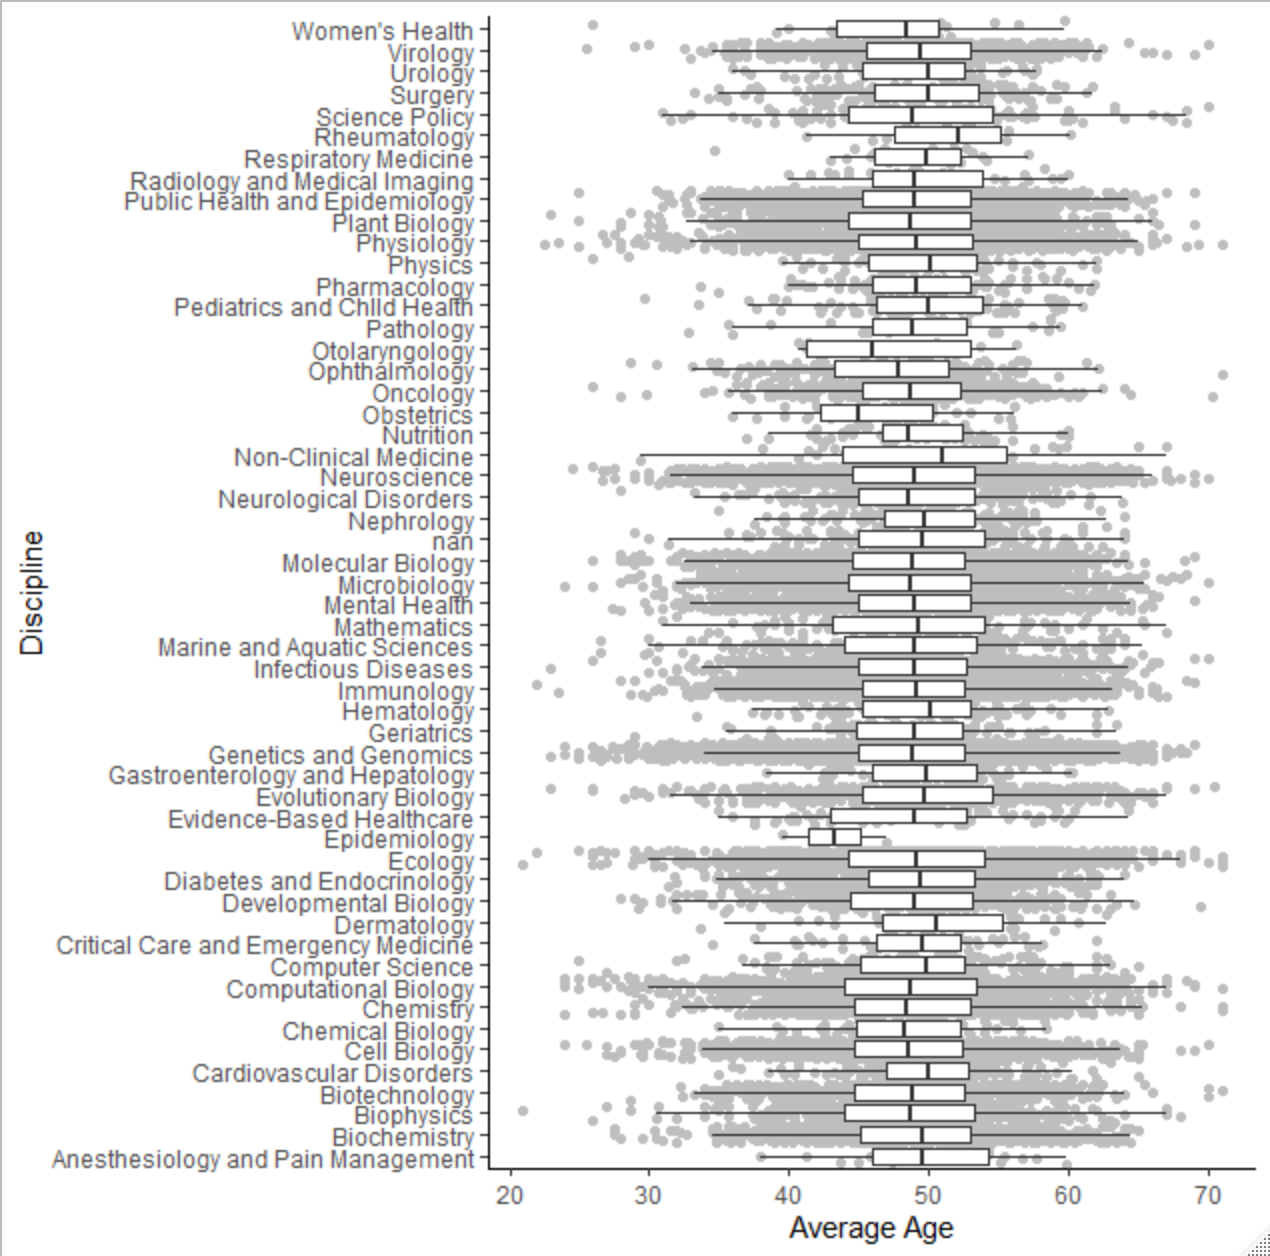 Women's Health
Virology
Urology
Surgery
Science Policy
Rheumatology
Respiratory Medicine
Radiology and Medical Imaging
Public Health and Epidemiology
Plant Biology
Physiology
Physics
Pharmacology
Pediatrics and Child Health
Pathology
Otolaryngology
Ophthalmology
Oncology
Obstetrics
Nutrition
Non-Clinical Medicine
Neuroscience
Neurological Disorders
Nephrology
nan
Molecular Biology
Microbiology
Mental Health
Mathematics
Marine and Aquatic Sciences
Infectious Diseases
Immunology
Hematology
Geriatrics
Genetics and Genomics
Gastroenterology and Hepatology
Evolutionary Biology
Evidence-Based Healthcare
Epidemiology
Ecology
Diabetes and Endocrinology
Developmental Biology
Dermatology
Critical Care and Emergency Medicine
Computer Science
Computational Biology
Chemistry
Chemical Biology
Cell Biology
Cardiovascular Disorders
Biotechnology
Biophysics
Biochemistry
Anesthesiology and Pain Management
Discipline
20 30 40 50 60 70
Average Age